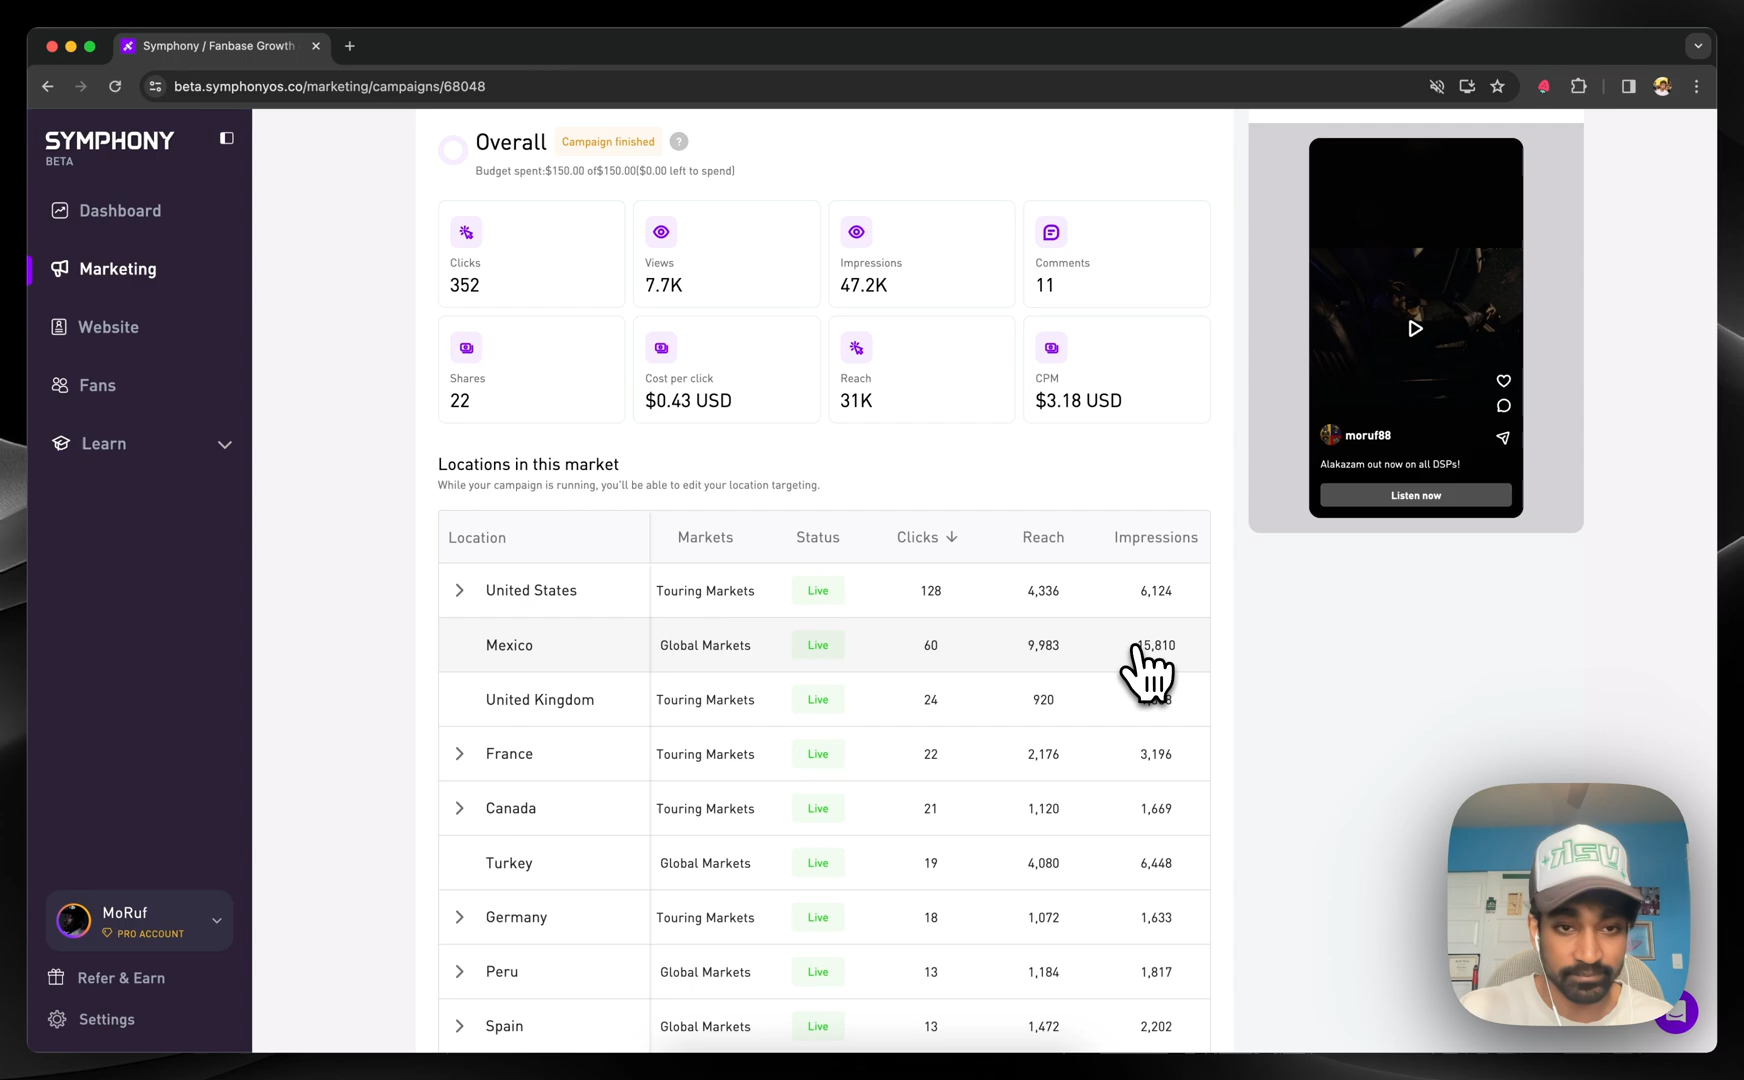 Symphony / Fanbase Growth
beta.symphonyos.co/marketing/campaigns/68048
SYMPHONY
BETA
Dashboard
Marketing
Website
Fans
Learn
MoRuf
PRO ACCOUNT
Refer & Earn
Settings
Overall
Campaign finished
?
Budget spent:$150.00 of$150.00($0.00 left to spend)
Clicks
352
Views
7.7K
Impressions
47.2K
Comments
11
Shares
22
Cost per click
$0.43 USD
Reach
31K
CPM
$3.18 USD
Locations in this market
While your campaign is running, you'll be able to edit your location targeting.
Location Markets Status Clicks Reach Impressions
United States Touring Markets Live 128 4,336 6,124
Mexico Global Markets Live 60 9,983 15,810
United Kingdom Touring Markets Live 24 920
France Touring Markets Live 22 2,176 3,196
Canada Touring Markets Live 21 1,120 1,669
Turkey Global Markets Live 19 4,080 6,448
Germany Touring Markets Live 18 1,072 1,633
Peru Global Markets Live 13 1,184 1,817
Spain Global Markets Live 13 1,472 2,202
moruf88
Alakazam out now on all DSPs!
Listen now